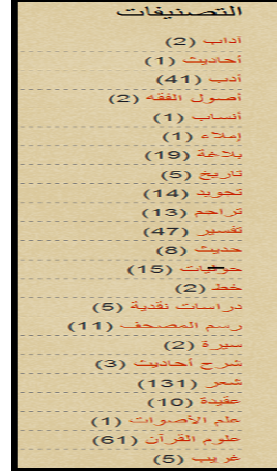 التصنيفات
آداب (2)
أحاديث (1)
أدب (41)
أصول الفقه (2)
أنساب (1)
إملاء (1)
بلاغة (19)
تاريخ (5)
تجويد (14)
تراجم (13)
تفسير (47)
حديث (8)
(15)
خط (2)
دراسات نقدية (5)
رسم المصحف (11)
سيرة (2)
شرح أحاديث (3)
شعر (131)
عقيدة (10)
علم الأصوات (1)
علوم القرآن (61)
غريب (5)